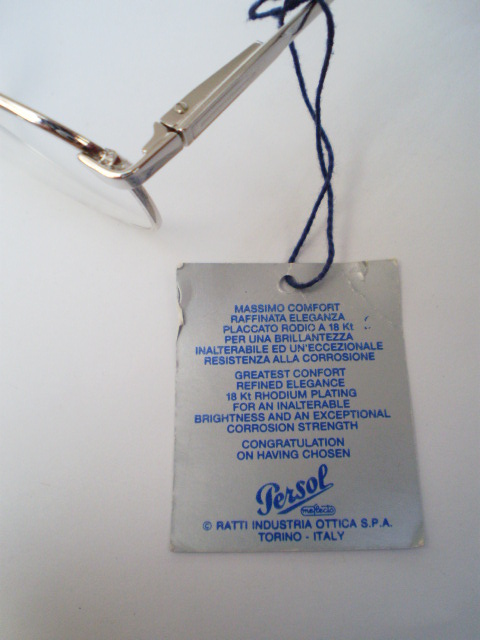 MASSIMO COMFORT
RAFFINATA ELEGANZA
PLACCATO RODIO A 18 Kt
PER UNA BRILLANTEZZA
INALTERABILE ED UN'ECCEZIONALE
RESISTENZA ALLA CORROSIONE
GREATEST CONFORT
REFINED ELEGANCE
18 Kt RHODIUM PLATING
FOR AN INALTERABLE
BRIGHTNESS AND AN EXCEPTIONAL
CORROSION STRENGTH
CONGRATULATION
ON HAVING CHOSEN
Persol
meflecto
© RATTI INDUSTRIA OTTICA S.P.A.
TORINO - ITALY